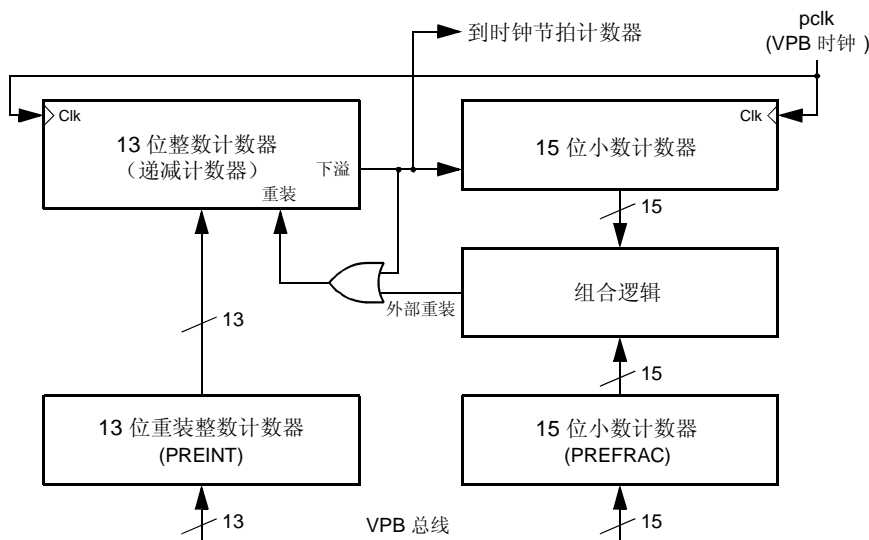 到时钟节拍计数器
pclk
(VPB 时钟 )
Clk
13 位整数计数器
（递减计数器）
下溢
重装
Clk
15 位小数计数器
15
组合逻辑
外部重装
13
15
13 位重装整数计数器
(PREINT)
15 位小数计数器
(PREFRAC)
13
VPB 总线
15